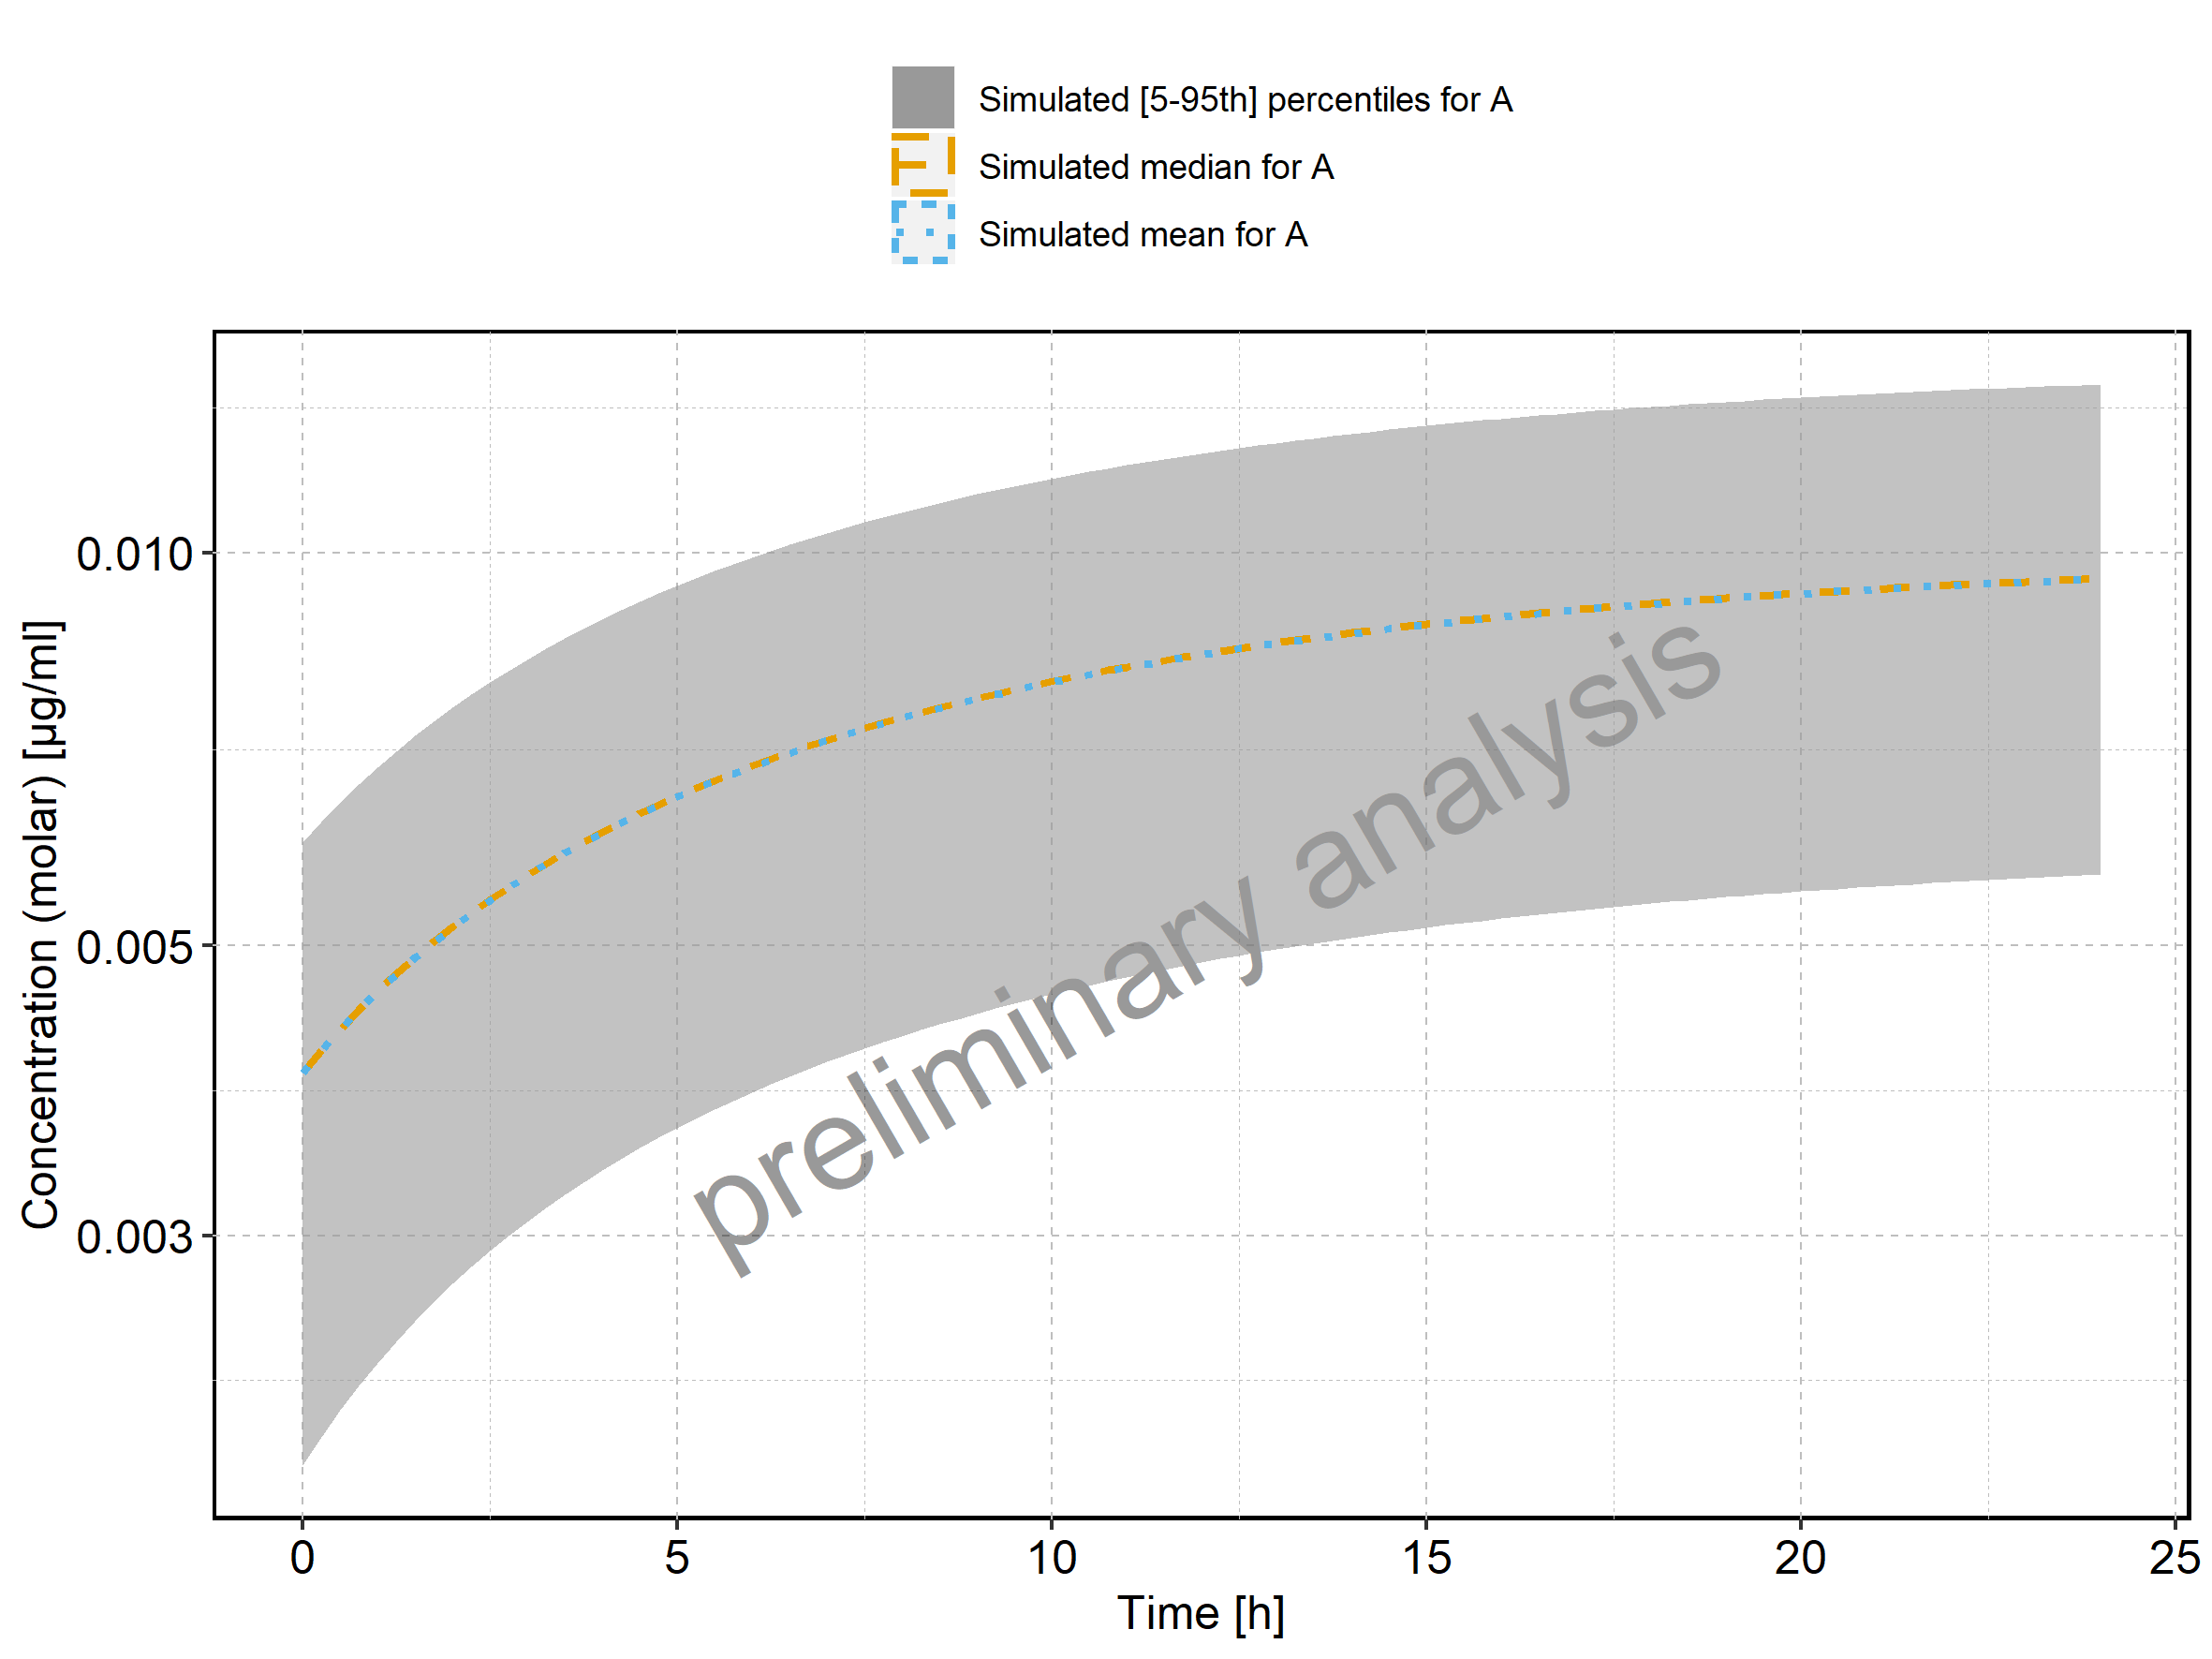 Simulated [5-95th] percentiles for A
Simulated median for A
Simulated mean for A
Concentration (molar) [µg/ml]
0.010
0.005
0.003
preliminary analysis
0 5 10 15 20 25
Time [h]